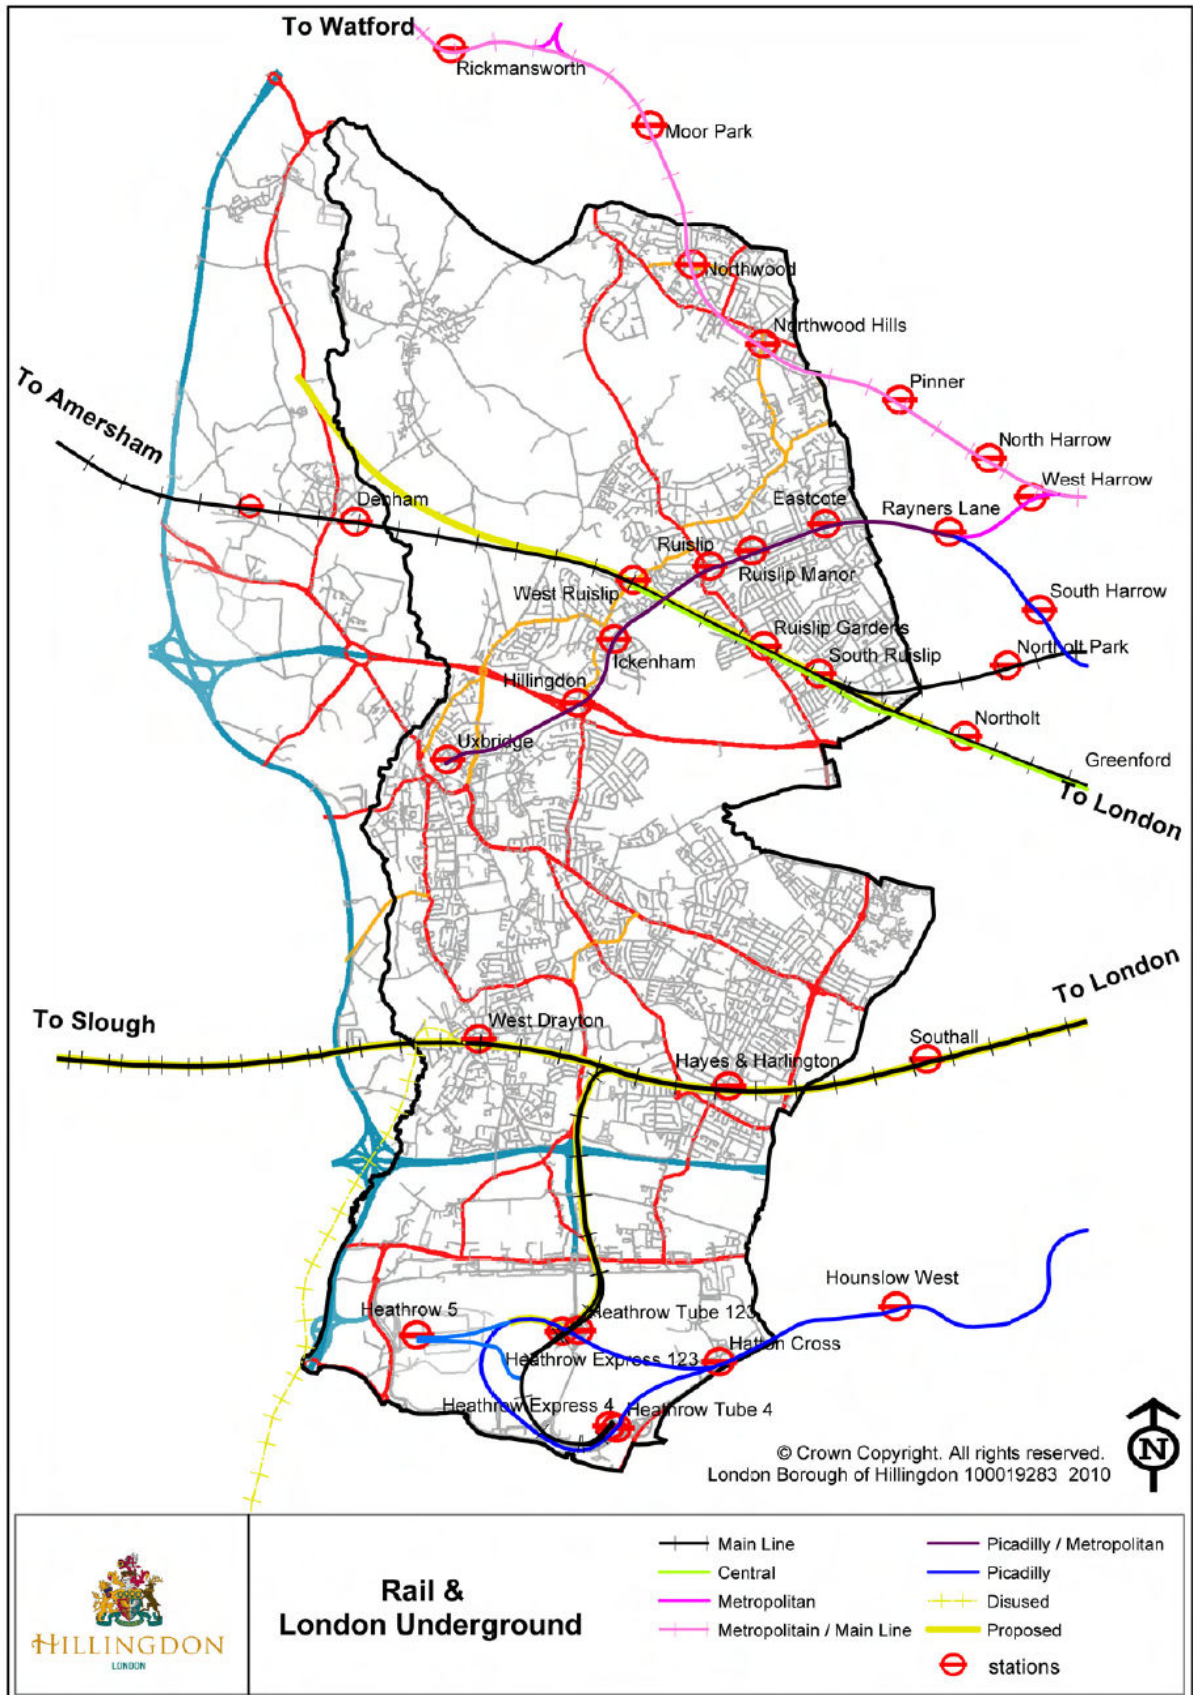 To Watford
Rickmansworth
Moor Park
Northwood
Northwood Hills
Pinner
To Amersham
North Harrow
West Harrow
Eastcote
Rayners Lane
Denham
Ruislip
Ruislip Manor
West Ruislip
South Harrow
Ruislip Gardens
Northolt Park
Ickenham
South Ruislip
Hillingdon
Northolt
Uxbridge
Greenford
To London
To London
To Slough
West Drayton
Southall
Hayes & Harlington
Hounslow West
Heathrow 5
Heathrow Tube 123
Hatton Cross
Heathrow Express 123
Heathrow Express 4
Heathrow Tube 4
© Crown Copyright. All rights reserved.
London Borough of Hillingdon 100019283 2010
N
HILLINGDON
LONDON
Rail &
London Underground
Main Line
Central
Metropolitan
Metropolitain / Main Line
Picadilly / Metropolitan
Picadilly
Disused
Proposed
stations